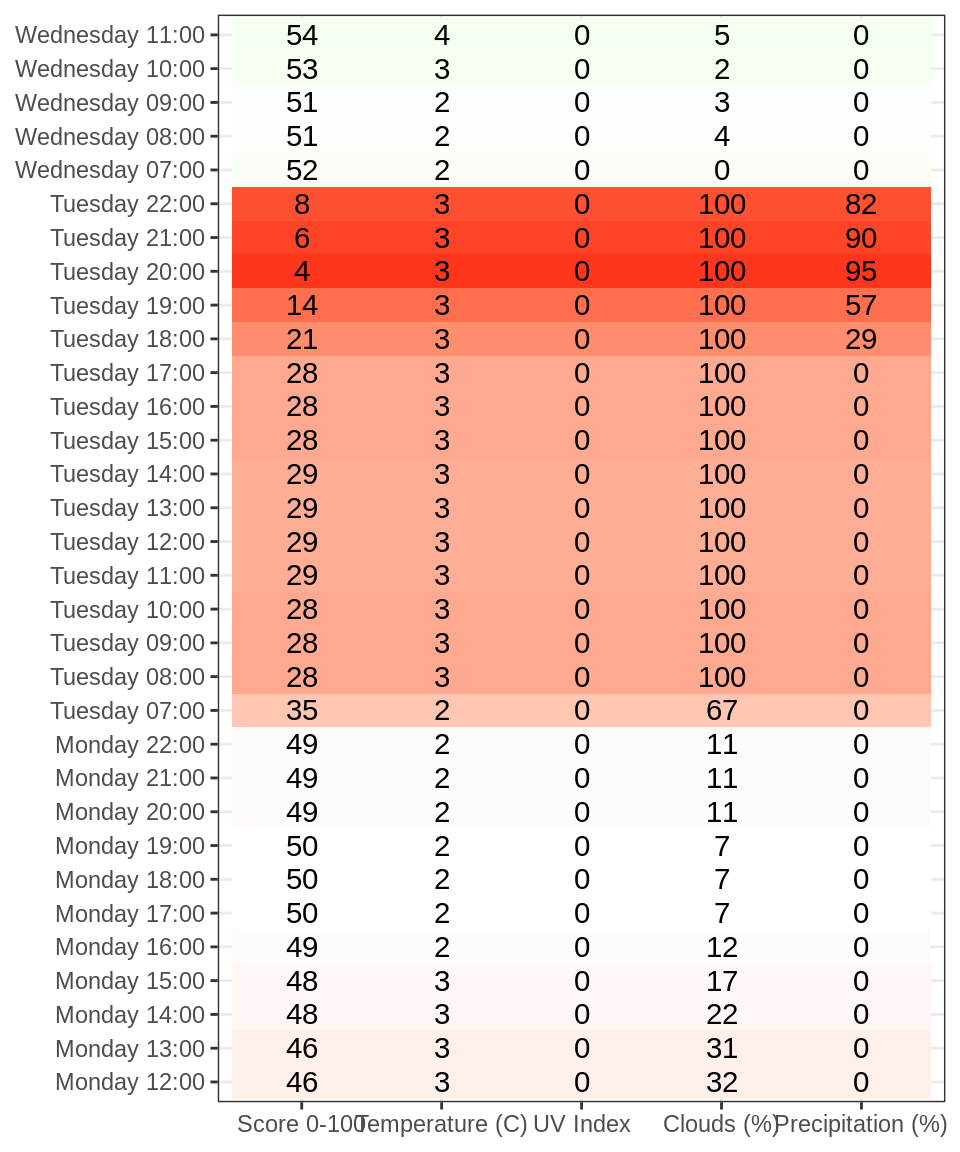 Wednesday 11:00 54 4 0 5 0
Wednesday 10:00 53 3 0 2 0
Wednesday 09:00 51 2 0 3 0
Wednesday 08:00 51 2 0 4 0
Wednesday 07:00 52 2 0 0 0
Tuesday 22:00 8 3 0 100 82
Tuesday 21:00 6 3 0 100 90
Tuesday 20:00 4 3 0 100 95
Tuesday 19:00 14 3 0 100 57
Tuesday 18:00 21 3 0 100 29
Tuesday 17:00 28 3 0 100 0
Tuesday 16:00 28 3 0 100 0
Tuesday 15:00 28 3 0 100 0
Tuesday 14:00 29 3 0 100 0
Tuesday 13:00 29 3 0 100 0
Tuesday 12:00 29 3 0 100 0
Tuesday 11:00 29 3 0 100 0
Tuesday 10:00 28 3 0 100 0
Tuesday 09:00 28 3 0 100 0
Tuesday 08:00 28 3 0 100 0
Tuesday 07:00 35 2 0 67 0
Monday 22:00 49 2 0 11 0
Monday 21:00 49 2 0 11 0
Monday 20:00 49 2 0 11 0
Monday 19:00 50 2 0 7 0
Monday 18:00 50 2 0 7 0
Monday 17:00 50 2 0 7 0
Monday 16:00 49 2 0 12 0
Monday 15:00 48 3 0 17 0
Monday 14:00 48 3 0 22 0
Monday 13:00 46 3 0 31 0
Monday 12:00 46 3 0 32 0
Score 0-100 Temperature (C) UV Index Clouds (%) Precipitation (%)